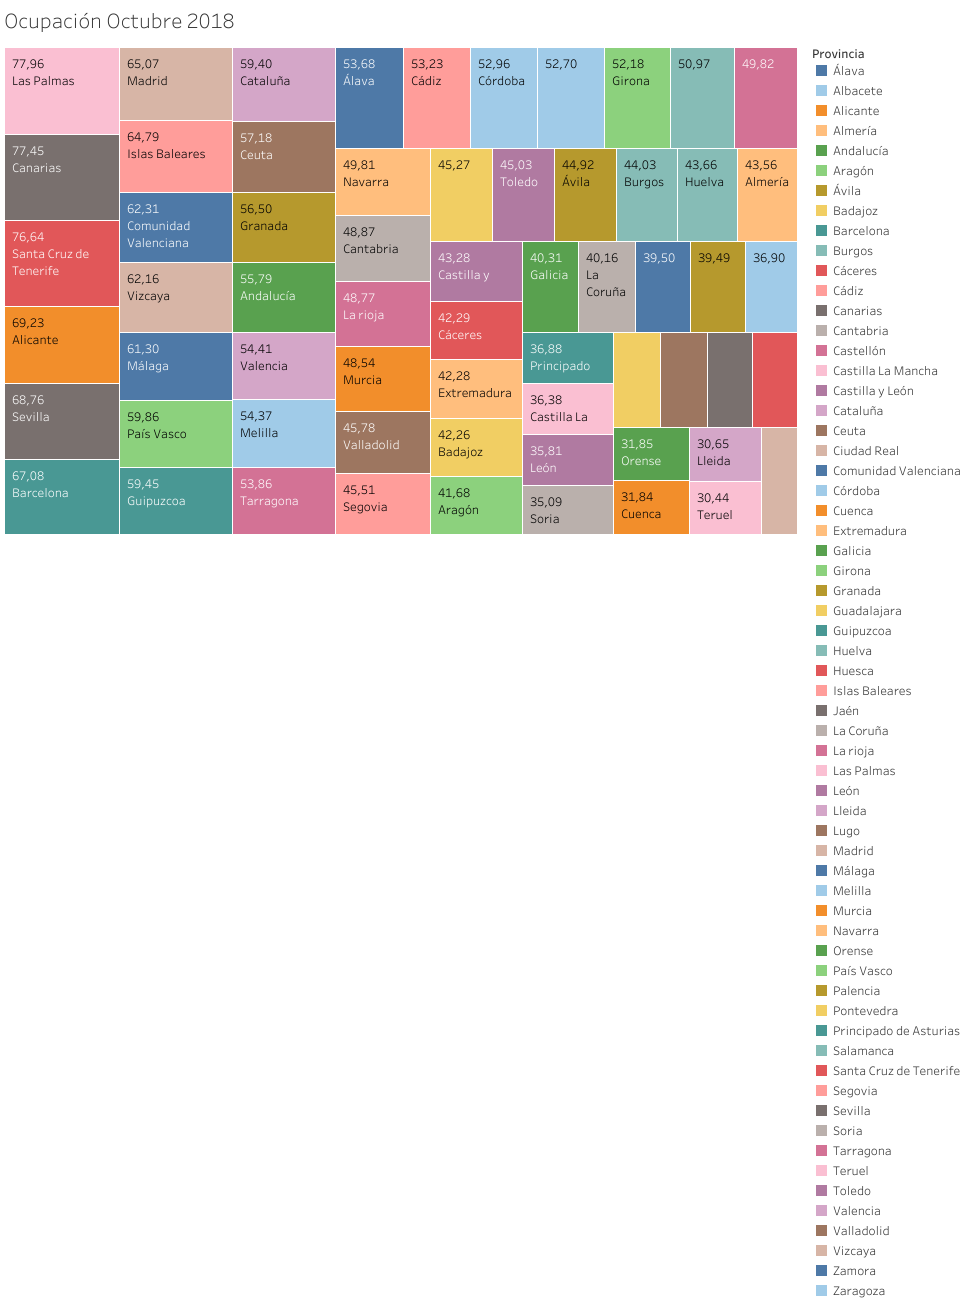 Ocupación Octubre 2018
77,96
Las Palmas
77,45
Canarias
76,64
Santa Cruz de
Tenerife
69,23
Alicante
68,76
Sevilla
67,08
Barcelona
65,07
Madrid
64,79
Islas Baleares
62,31
Comunidad
Valenciana
62,16
Vizcaya
61,30
Málaga
59,86
País Vasco
59,45
Guipuzcoa
59,40
Cataluña
57,18
Ceuta
56,50
Granada
55,79
Andalucía
54,41
Valencia
54,37
Melilla
53,86
Tarragona
53,68
Álava
53,23
Cádiz
52,96
Córdoba
52,70
52,18
Girona
50,97
49,82
49,81
Navarra
48,87
Cantabria
48,77
La rioja
48,54
Murcia
45,78
Valladolid
45,51
Segovia
45,27
45,03
Toledo
44,92
Ávila
44,03
Burgos
43,66
Huelva
43,56
Almería
43,28
Castilla y
42,29
Cáceres
42,28
Extremadura
42,26
Badajoz
41,68
Aragón
40,31
Galicia
40,16
La
Coruña
39,50
39,49
36,90
36,88
Principado
36,38
Castilla La
35,81
León
35,09
Soria
31,85
Orense
31,84
Cuenca
30,65
Lleida
30,44
Teruel
Provincia
Álava
Albacete
Alicante
Almería
Andalucía
Aragón
Ávila
Badajoz
Barcelona
Burgos
Cáceres
Cádiz
Canarias
Cantabria
Castellón
Castilla La Mancha
Castilla y León
Cataluña
Ceuta
Ciudad Real
Comunidad Valenciana
Córdoba
Cuenca
Extremadura
Galicia
Girona
Granada
Guadalajara
Guipuzcoa
Huelva
Huesca
Islas Baleares
Jaén
La Coruña
La rioja
Las Palmas
León
Lleida
Lugo
Madrid
Málaga
Melilla
Murcia
Navarra
Orense
País Vasco
Palencia
Pontevedra
Principado de Asturias
Salamanca
Santa Cruz de Tenerife
Segovia
Sevilla
Soria
Tarragona
Teruel
Toledo
Valencia
Valladolid
Vizcaya
Zamora
Zaragoza